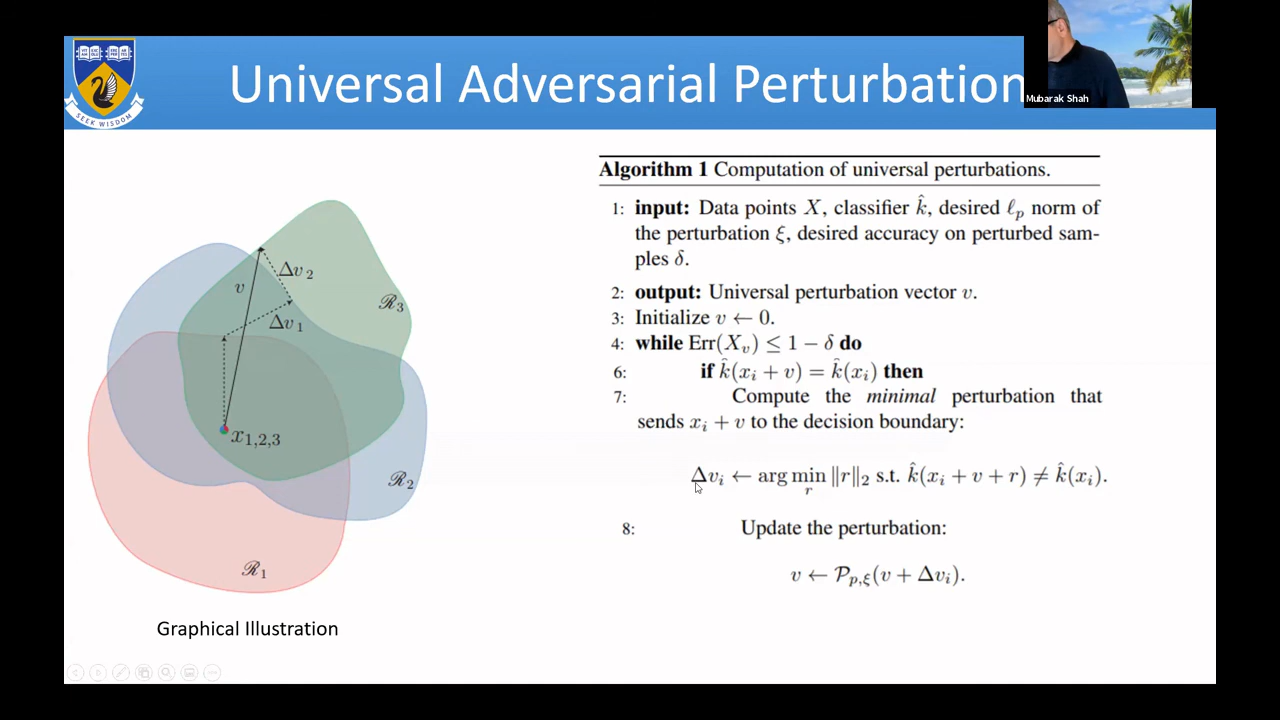 Universal Adversarial Perturbation
Mubarak Shah
SEEK WISDOM
Algorithm 1 Computation of universal perturbations.
1: input: Data points X, classifier k̂, desired ℓₚ norm of
the perturbation ξ, desired accuracy on perturbed sam-
ples δ.
2: output: Universal perturbation vector v.
3: Initialize v ← 0.
4: while Err(Xᵥ) ≤ 1 − δ do
6: if k̂(xᵢ + v) = k̂(xᵢ) then
7: Compute the minimal perturbation that
sends xᵢ + v to the decision boundary:
Δvᵢ ← arg min ‖r‖₂ s.t. k̂(xᵢ + v + r) ≠ k̂(xᵢ).
r
8: Update the perturbation:
v ← 𝒫_{p,ξ}(v + Δvᵢ).
Δv₂
v
ℛ₃
Δv₁
x₁,₂,₃
ℛ₂
ℛ₁
Graphical Illustration